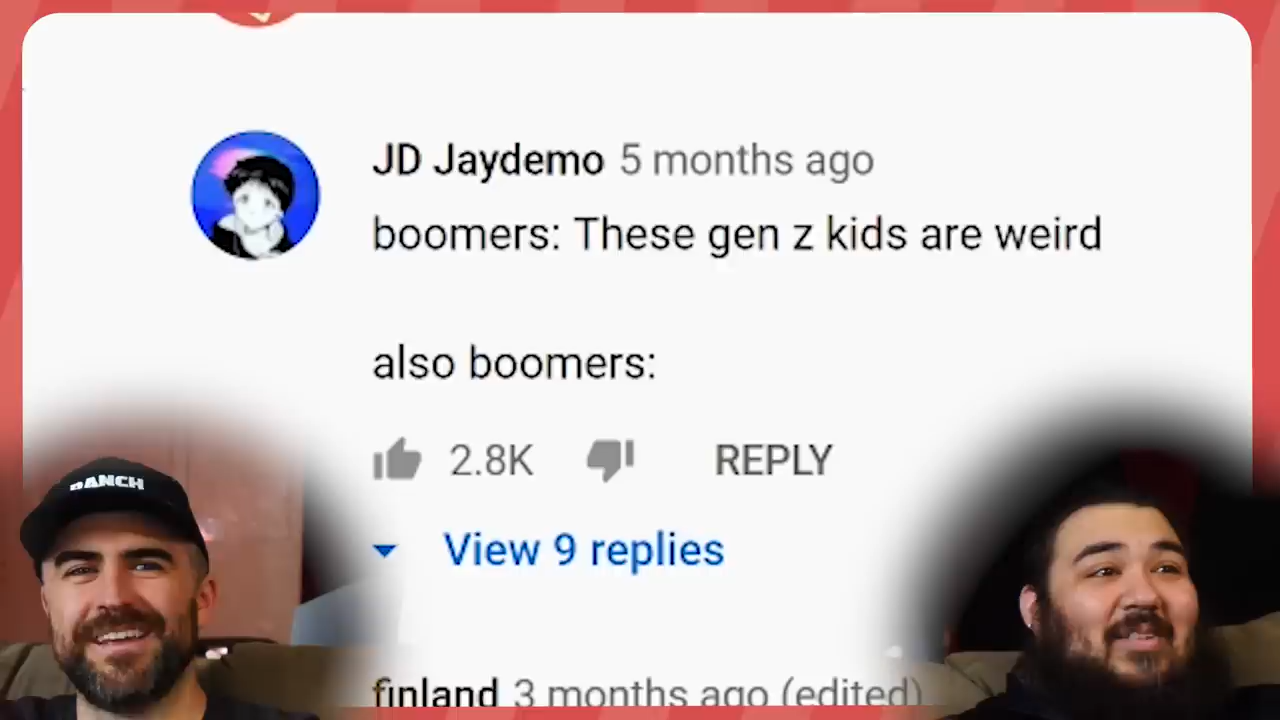 JD Jaydemo 5 months ago
boomers: These gen z kids are weird
also boomers:
2.8K REPLY
View 9 replies
finland 3 months ago (edited)
RANCH